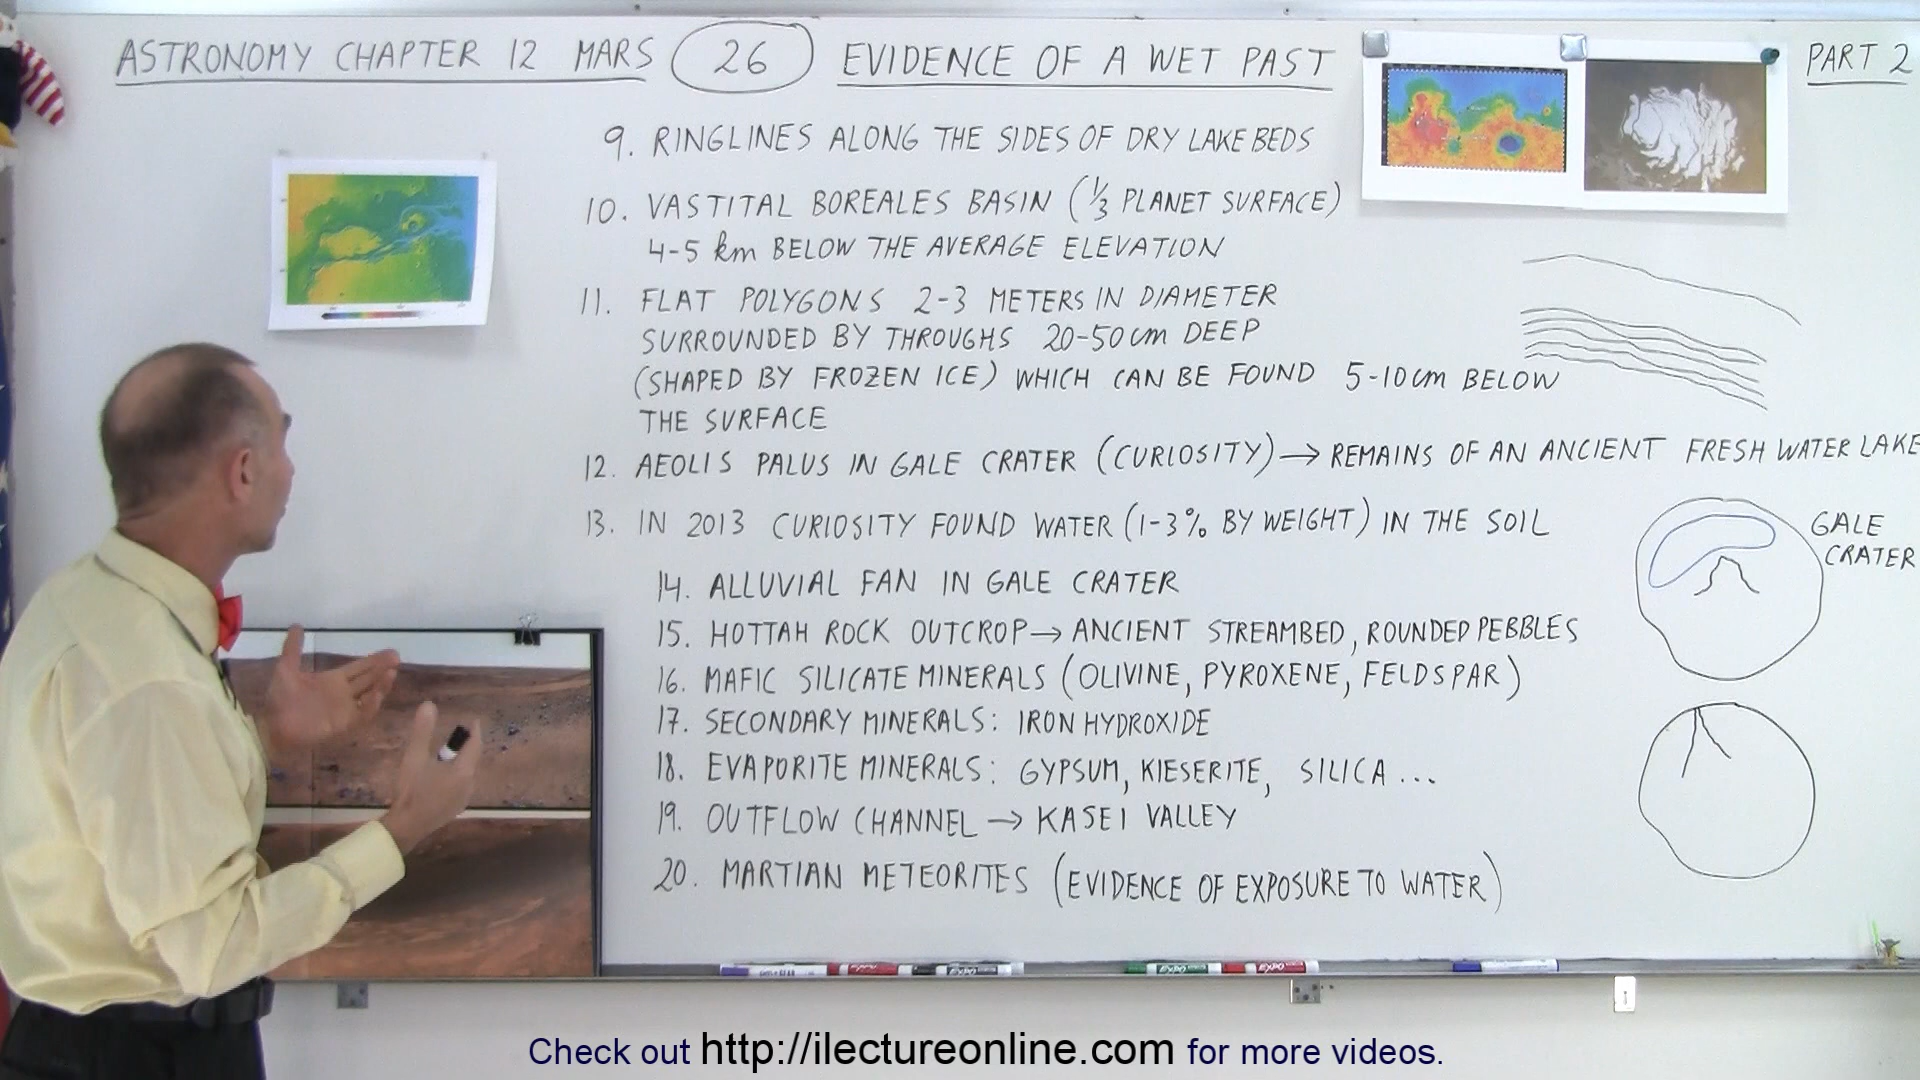 ASTRONOMY CHAPTER 12 MARS 26 EVIDENCE OF A WET PAST PART 2
9. RINGLINES ALONG THE SIDES OF DRY LAKE BEDS
10. VASTITAL BOREALES BASIN (1/3 PLANET SURFACE)
4-5 km BELOW THE AVERAGE ELEVATION
11. FLAT POLYGONS 2-3 METERS IN DIAMETER
SURROUNDED BY THROUGHS 20-50cm DEEP
(SHAPED BY FROZEN ICE) WHICH CAN BE FOUND 5-10cm BELOW
THE SURFACE
12. AEOLIS PALUS IN GALE CRATER (CURIOSITY) → REMAINS OF AN ANCIENT FRESH WATER LAKE
13. IN 2013 CURIOSITY FOUND WATER (1-3% BY WEIGHT) IN THE SOIL
GALE
CRATER
14. ALLUVIAL FAN IN GALE CRATER
15. HOTTAH ROCK OUTCROP → ANCIENT STREAMBED, ROUNDED PEBBLES
16. MAFIC SILICATE MINERALS (OLIVINE, PYROXENE, FELDSPAR)
17. SECONDARY MINERALS: IRON HYDROXIDE
18. EVAPORITE MINERALS: GYPSUM, KIESERITE, SILICA ...
19. OUTFLOW CHANNEL → KASEI VALLEY
20. MARTIAN METEORITES (EVIDENCE OF EXPOSURE TO WATER)
Check out http://ilectureonline.com for more videos.